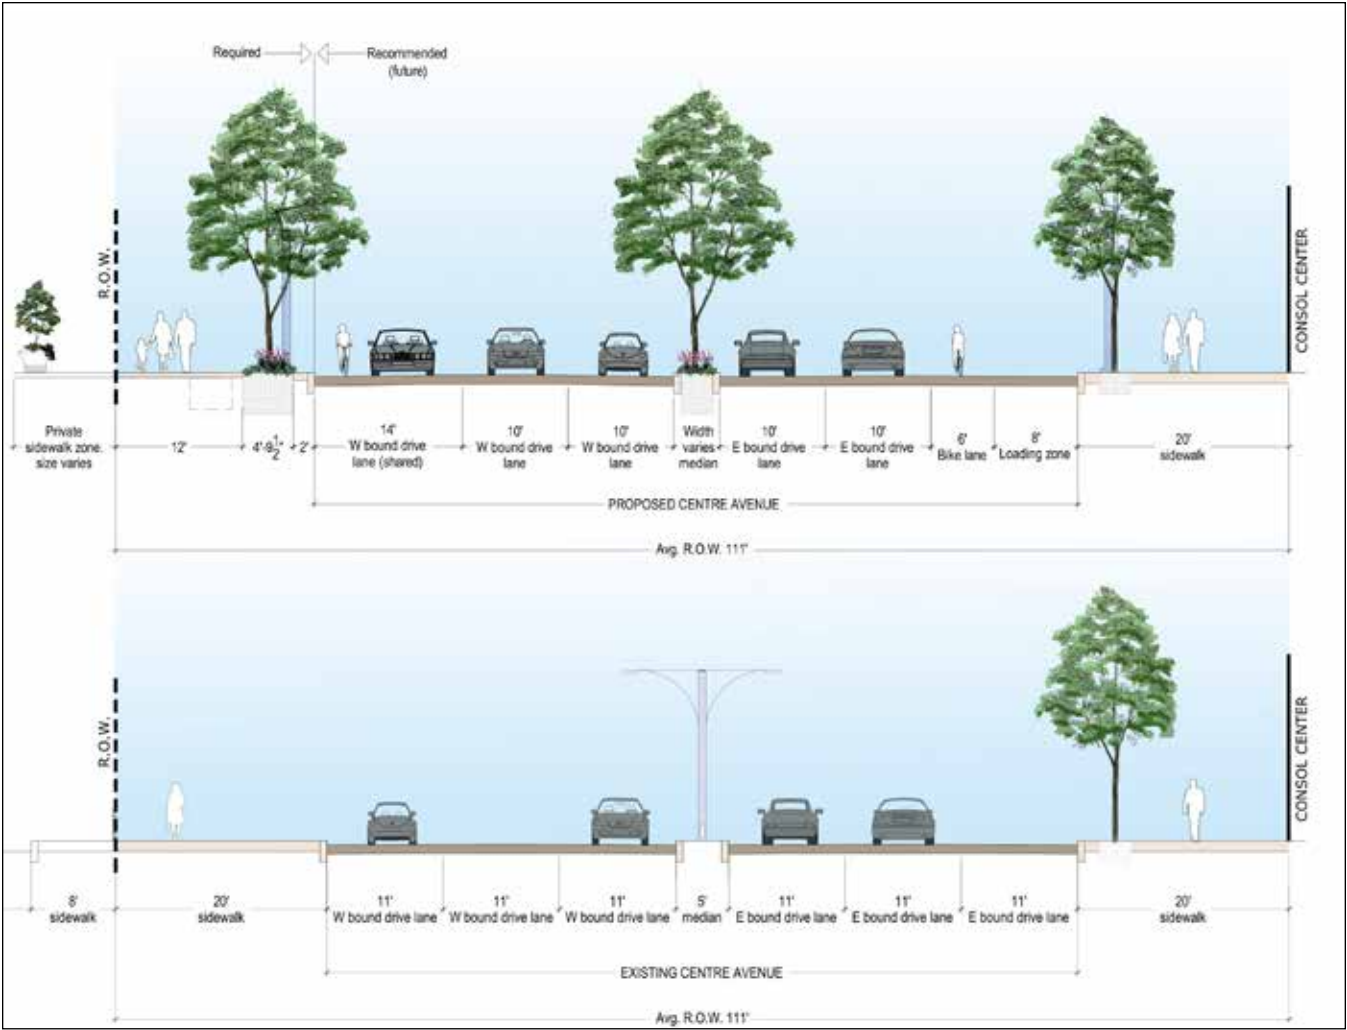 Required
Recommended
(future)
R.O.W.
CONSOL CENTER
Private
sidewalk zone.
size varies
12'
4'-9 1/2"
2'
14'
W bound drive
lane (shared)
10'
W bound drive
lane
10'
W bound drive
lane
Width
varies
median
10'
E bound drive
lane
10'
E bound drive
lane
6'
Bike lane
8'
Loading zone
20'
sidewalk
PROPOSED CENTRE AVENUE
Avg. R.O.W. 111'
R.O.W.
CONSOL CENTER
8'
sidewalk
20'
sidewalk
11'
W bound drive lane
11'
W bound drive lane
11'
W bound drive lane
5'
median
11'
E bound drive lane
11'
E bound drive lane
11'
E bound drive lane
20'
sidewalk
EXISTING CENTRE AVENUE
Avg. R.O.W. 111'